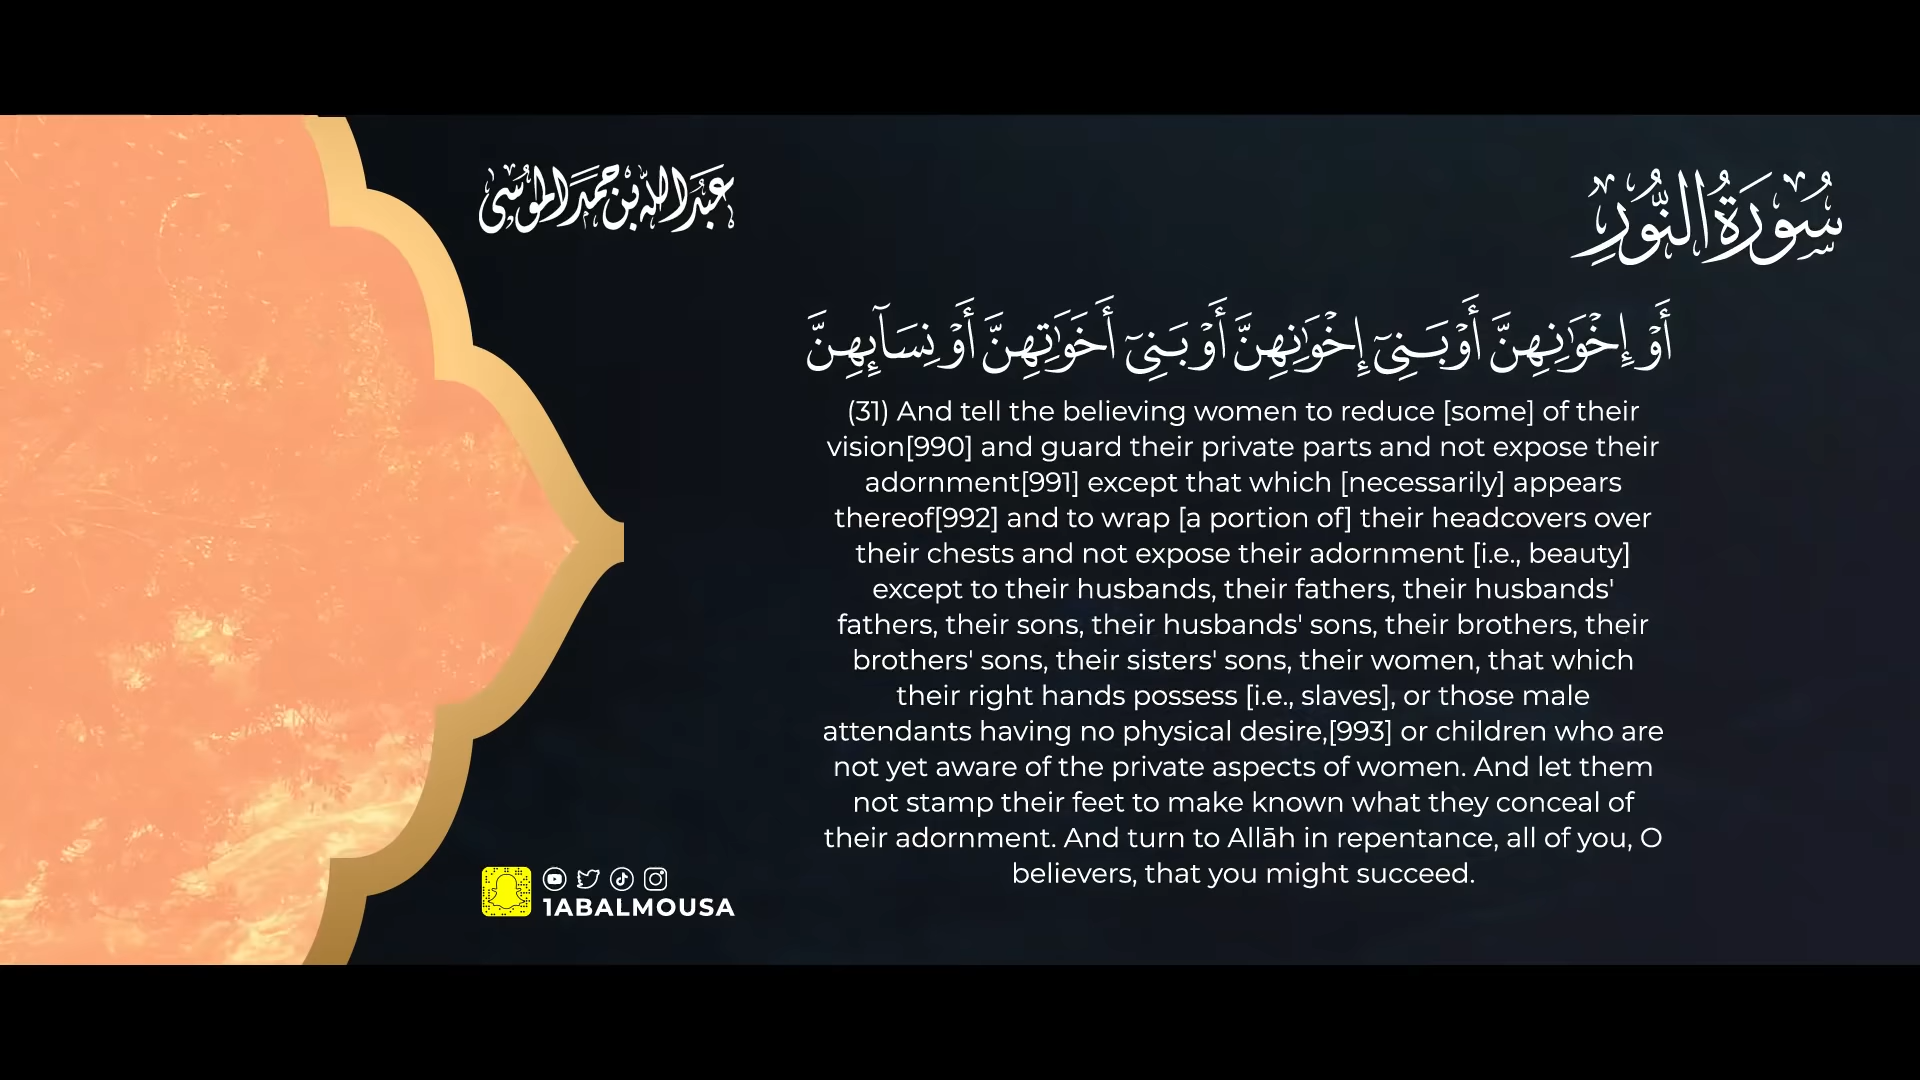 عَبْدُ اللّٰه بْن حَمَد المُوسَى
سُورَةُ النُّورِ
أَوْ إِخْوَٰنِهِنَّ أَوْ بَنِىٓ إِخْوَٰنِهِنَّ أَوْ بَنِىٓ أَخَوَٰتِهِنَّ أَوْ نِسَآئِهِنَّ
(31) And tell the believing women to reduce [some] of their
vision[990] and guard their private parts and not expose their
adornment[991] except that which [necessarily] appears
thereof[992] and to wrap [a portion of] their headcovers over
their chests and not expose their adornment [i.e., beauty]
except to their husbands, their fathers, their husbands'
fathers, their sons, their husbands' sons, their brothers, their
brothers' sons, their sisters' sons, their women, that which
their right hands possess [i.e., slaves], or those male
attendants having no physical desire,[993] or children who are
not yet aware of the private aspects of women. And let them
not stamp their feet to make known what they conceal of
their adornment. And turn to Allāh in repentance, all of you, O
believers, that you might succeed.
1ABALMOUSA